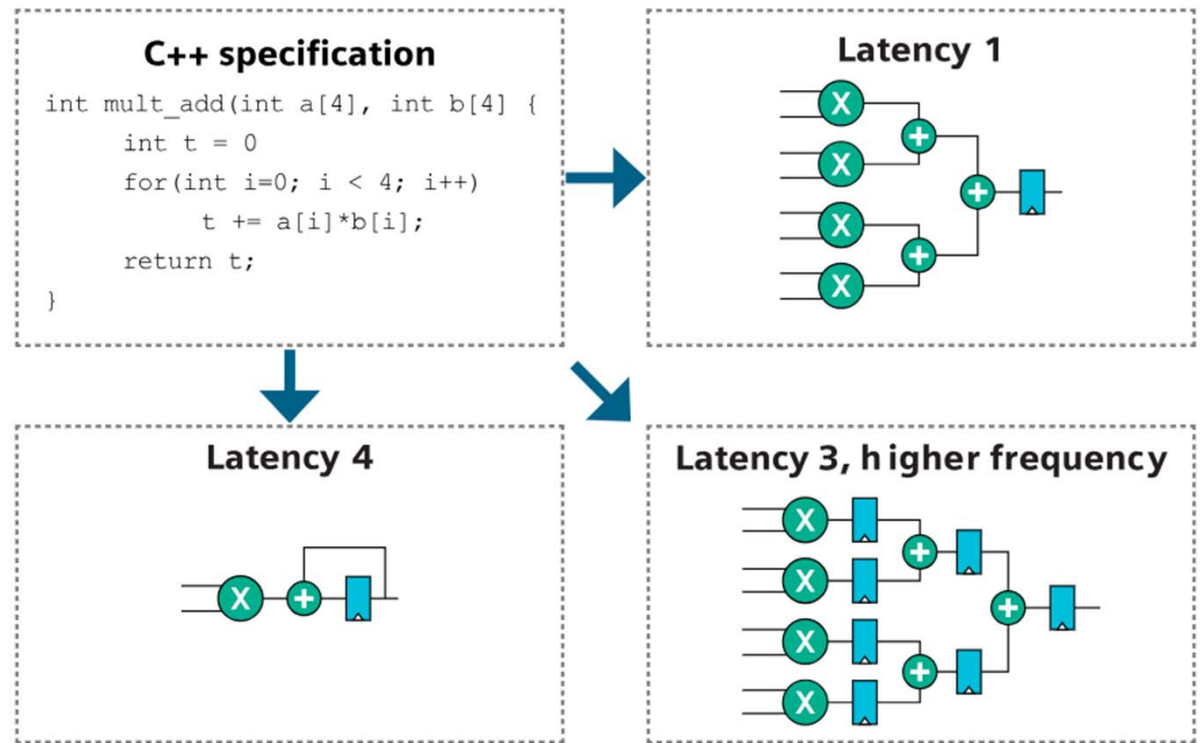 C++ specification
int mult_add(int a[4], int b[4] {
int t = 0
for(int i=0; i < 4; i++)
t += a[i]*b[i];
return t;
}
Latency 1
X
X
X
X
+
+
+
Latency 4
X
+
Latency 3, higher frequency
X
X
X
X
+
+
+